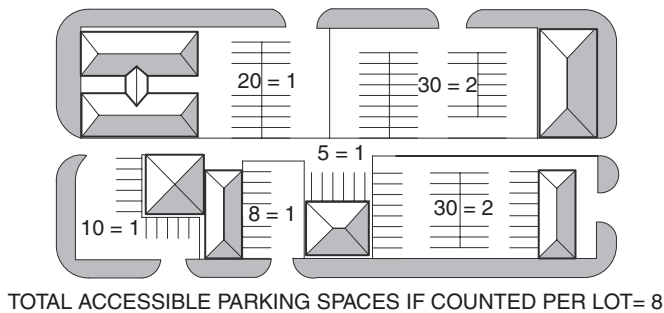 20 = 1
30 = 2
5 = 1
10 = 1
8 = 1
30 = 2
TOTAL ACCESSIBLE PARKING SPACES IF COUNTED PER LOT= 8